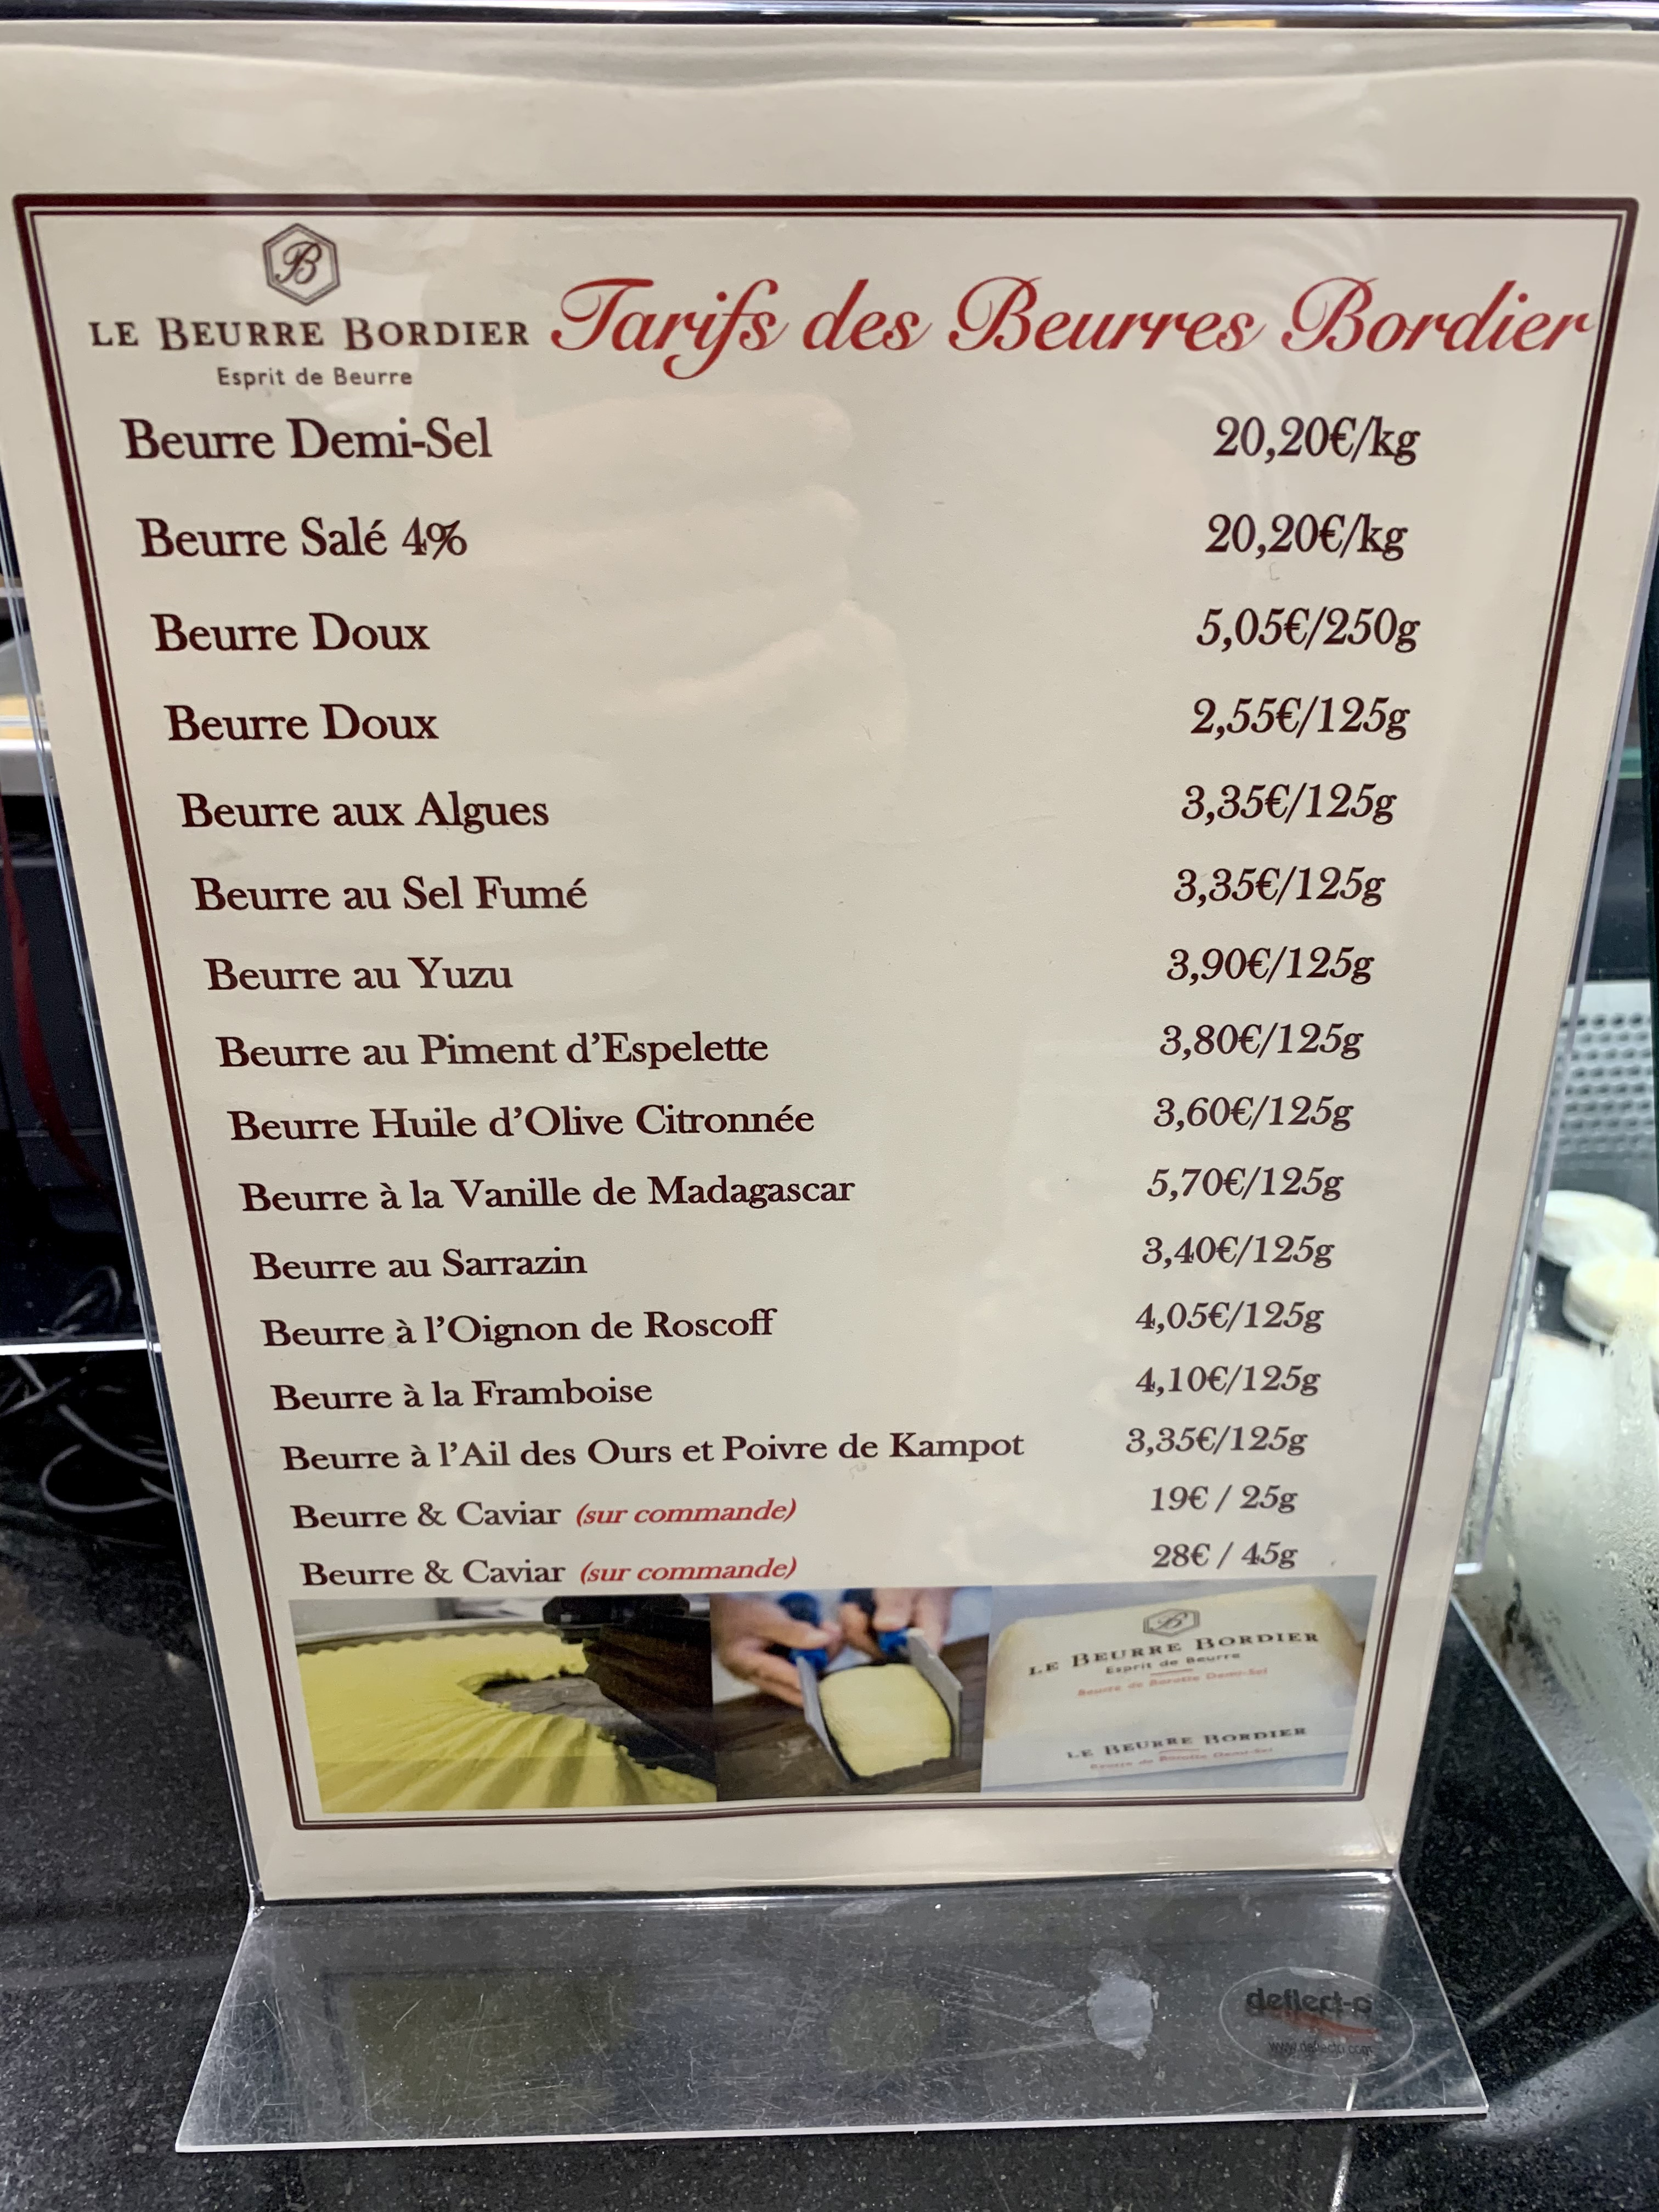 B
LE BEURRE BORDIER
Esprit de Beurre
Tarifs des Beurres Bordier
Beurre Demi-Sel 20,20€/kg
Beurre Salé 4% 20,20€/kg
Beurre Doux 5,05€/250g
Beurre Doux 2,55€/125g
Beurre aux Algues 3,35€/125g
Beurre au Sel Fumé 3,35€/125g
Beurre au Yuzu 3,90€/125g
Beurre au Piment d'Espelette 3,80€/125g
Beurre Huile d'Olive Citronnée 3,60€/125g
Beurre à la Vanille de Madagascar 5,70€/125g
Beurre au Sarrazin 3,40€/125g
Beurre à l'Oignon de Roscoff 4,05€/125g
Beurre à la Framboise 4,10€/125g
Beurre à l'Ail des Ours et Poivre de Kampot 3,35€/125g
Beurre & Caviar (sur commande) 19€ / 25g
Beurre & Caviar (sur commande) 28€ / 45g
B
LE BEURRE BORDIER
Esprit de Beurre
Beurre de Baratte Demi-Sel
LE BEURRE BORDIER
Beurre de Baratte Demi-Sel
deflect-o